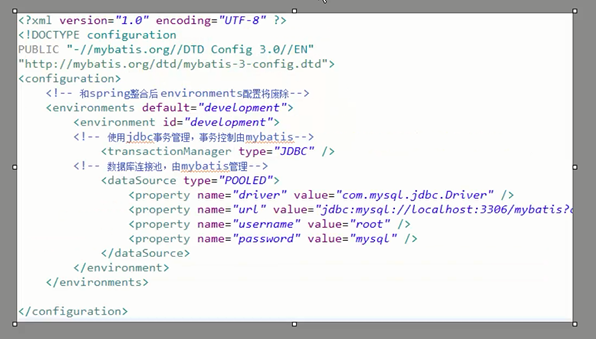 <?xml version="1.0" encoding="UTF-8" ?>
<!DOCTYPE configuration
PUBLIC "-//mybatis.org//DTD Config 3.0//EN"
"http://mybatis.org/dtd/mybatis-3-config.dtd">
<configuration>
<!-- 和spring整合后 environments配置将废除-->
<environments default="development">
<environment id="development">
<!-- 使用jdbc事务管理，事务控制由mybatis-->
<transactionManager type="JDBC" />
<!-- 数据库连接池，由mybatis管理-->
<dataSource type="POOLED">
<property name="driver" value="com.mysql.jdbc.Driver" />
<property name="url" value="jdbc:mysql://localhost:3306/mybatis?
<property name="username" value="root" />
<property name="password" value="mysql" />
</dataSource>
</environment>
</environments>
</configuration>